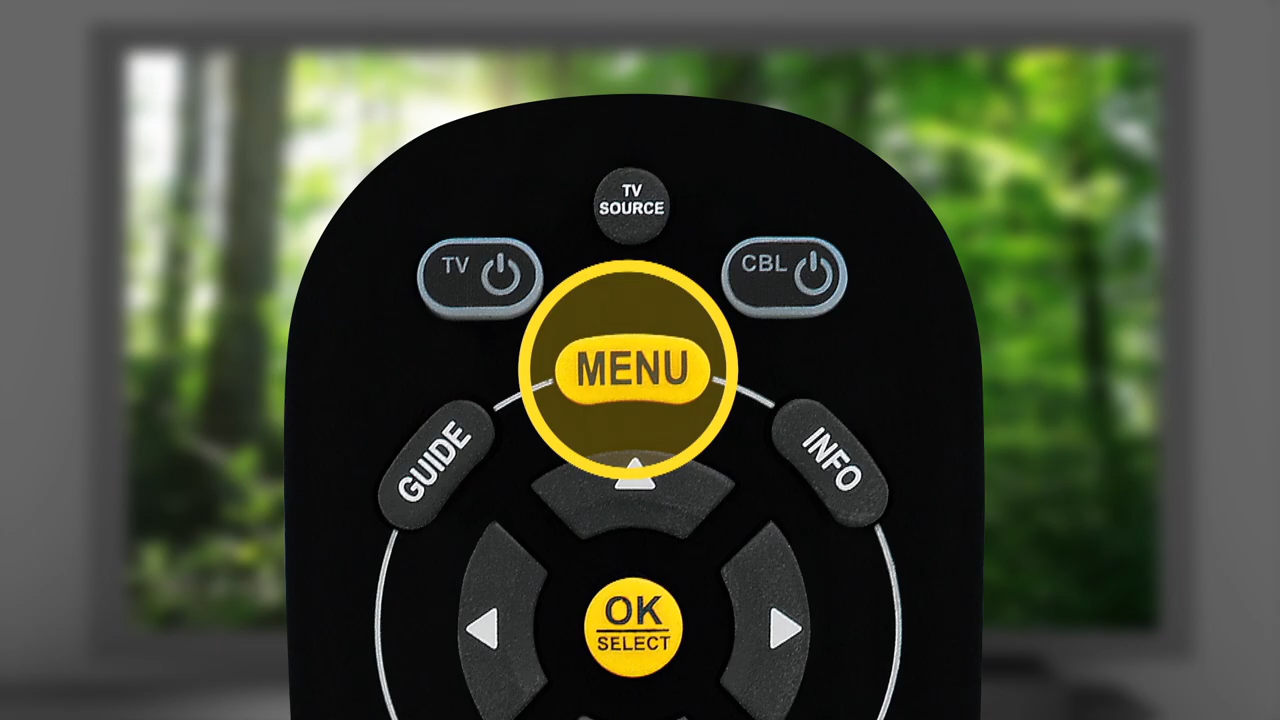 TV
SOURCE
TV
CBL
MENU
GUIDE
INFO
OK
SELECT